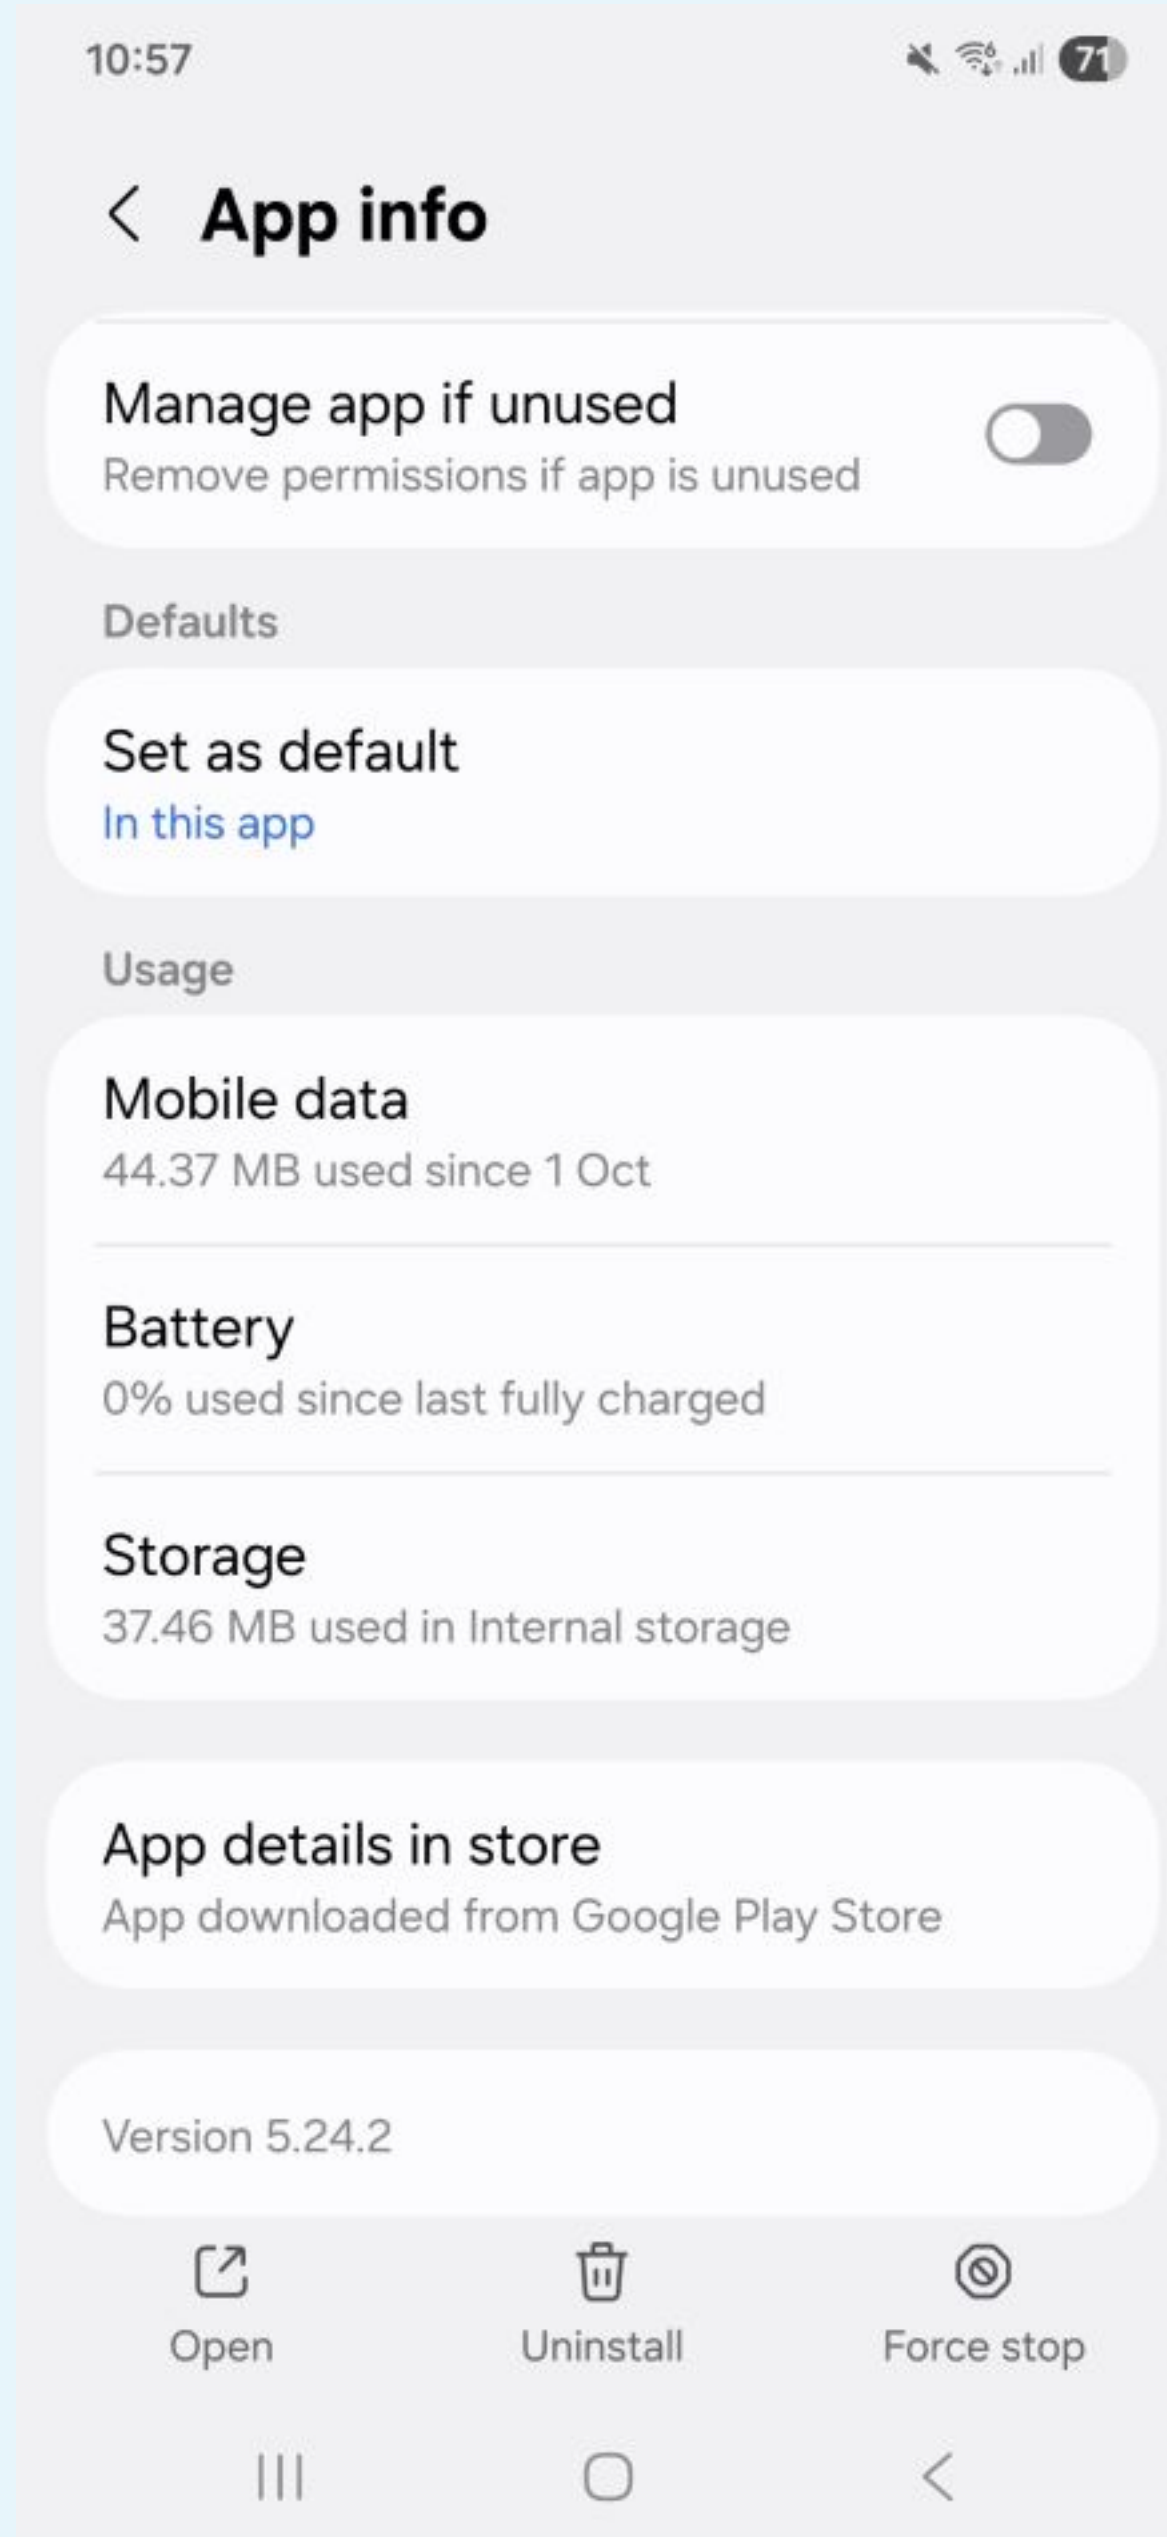 10:57
71
App info
Manage app if unused
Remove permissions if app is unused
Defaults
Set as default
In this app
Usage
Mobile data
44.37 MB used since 1 Oct
Battery
0% used since last fully charged
Storage
37.46 MB used in Internal storage
App details in store
App downloaded from Google Play Store
Version 5.24.2
Open Uninstall Force stop